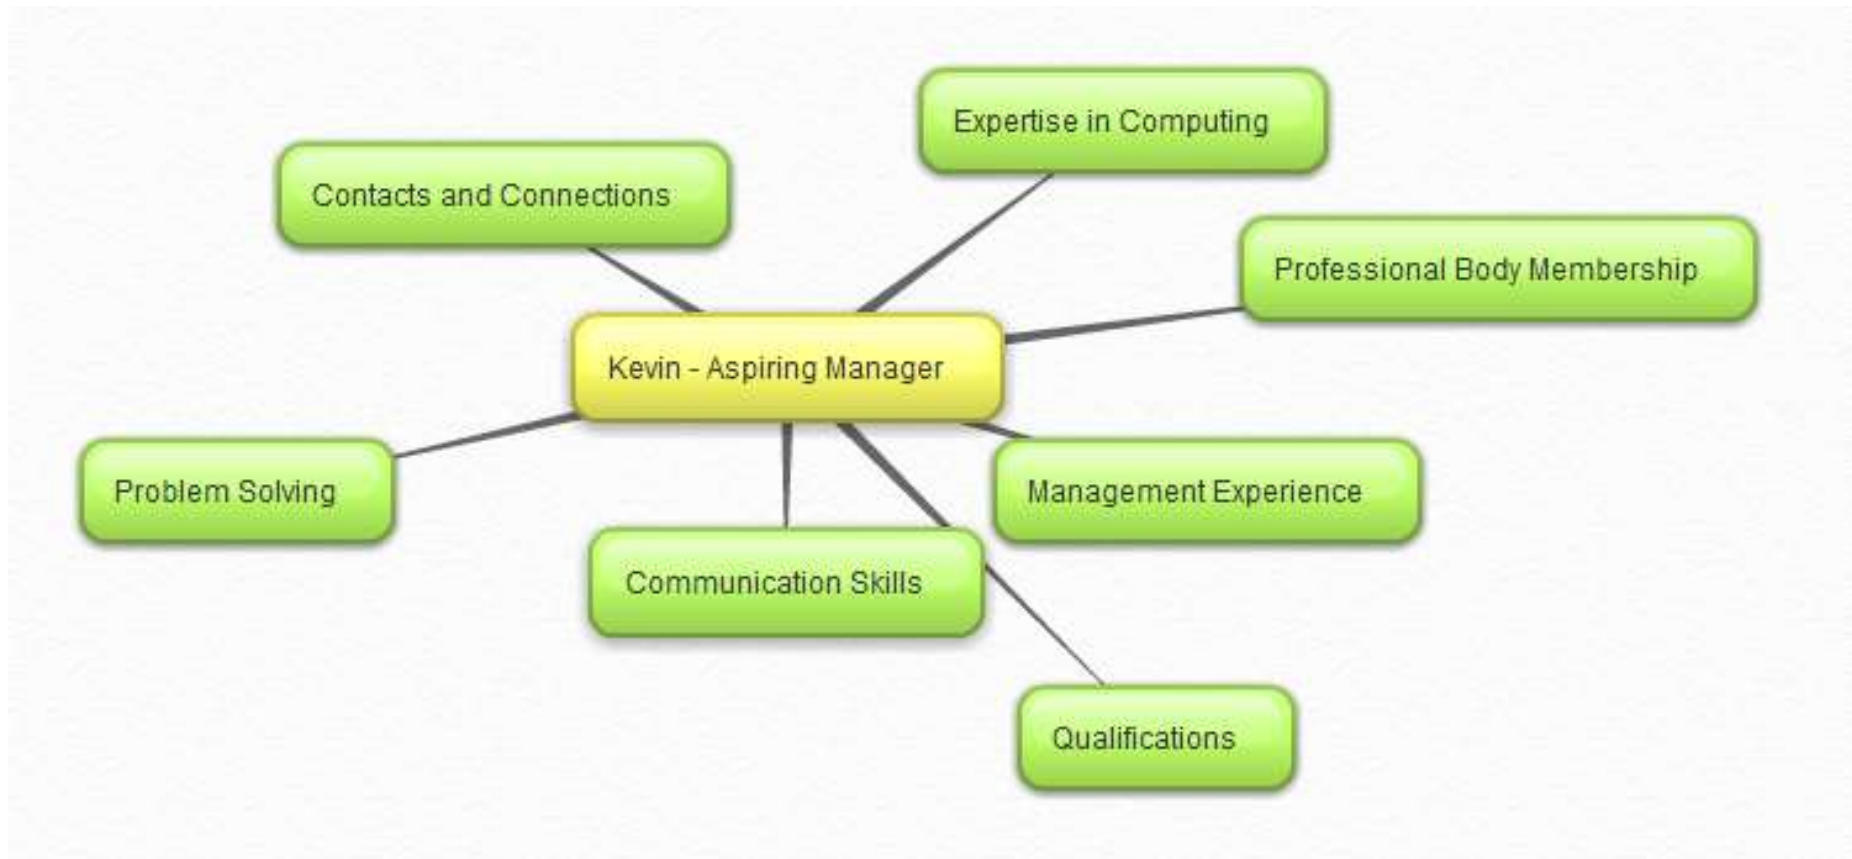 Expertise in Computing
Contacts and Connections
Professional Body Membership
Kevin - Aspiring Manager
Problem Solving
Management Experience
Communication Skills
Qualifications